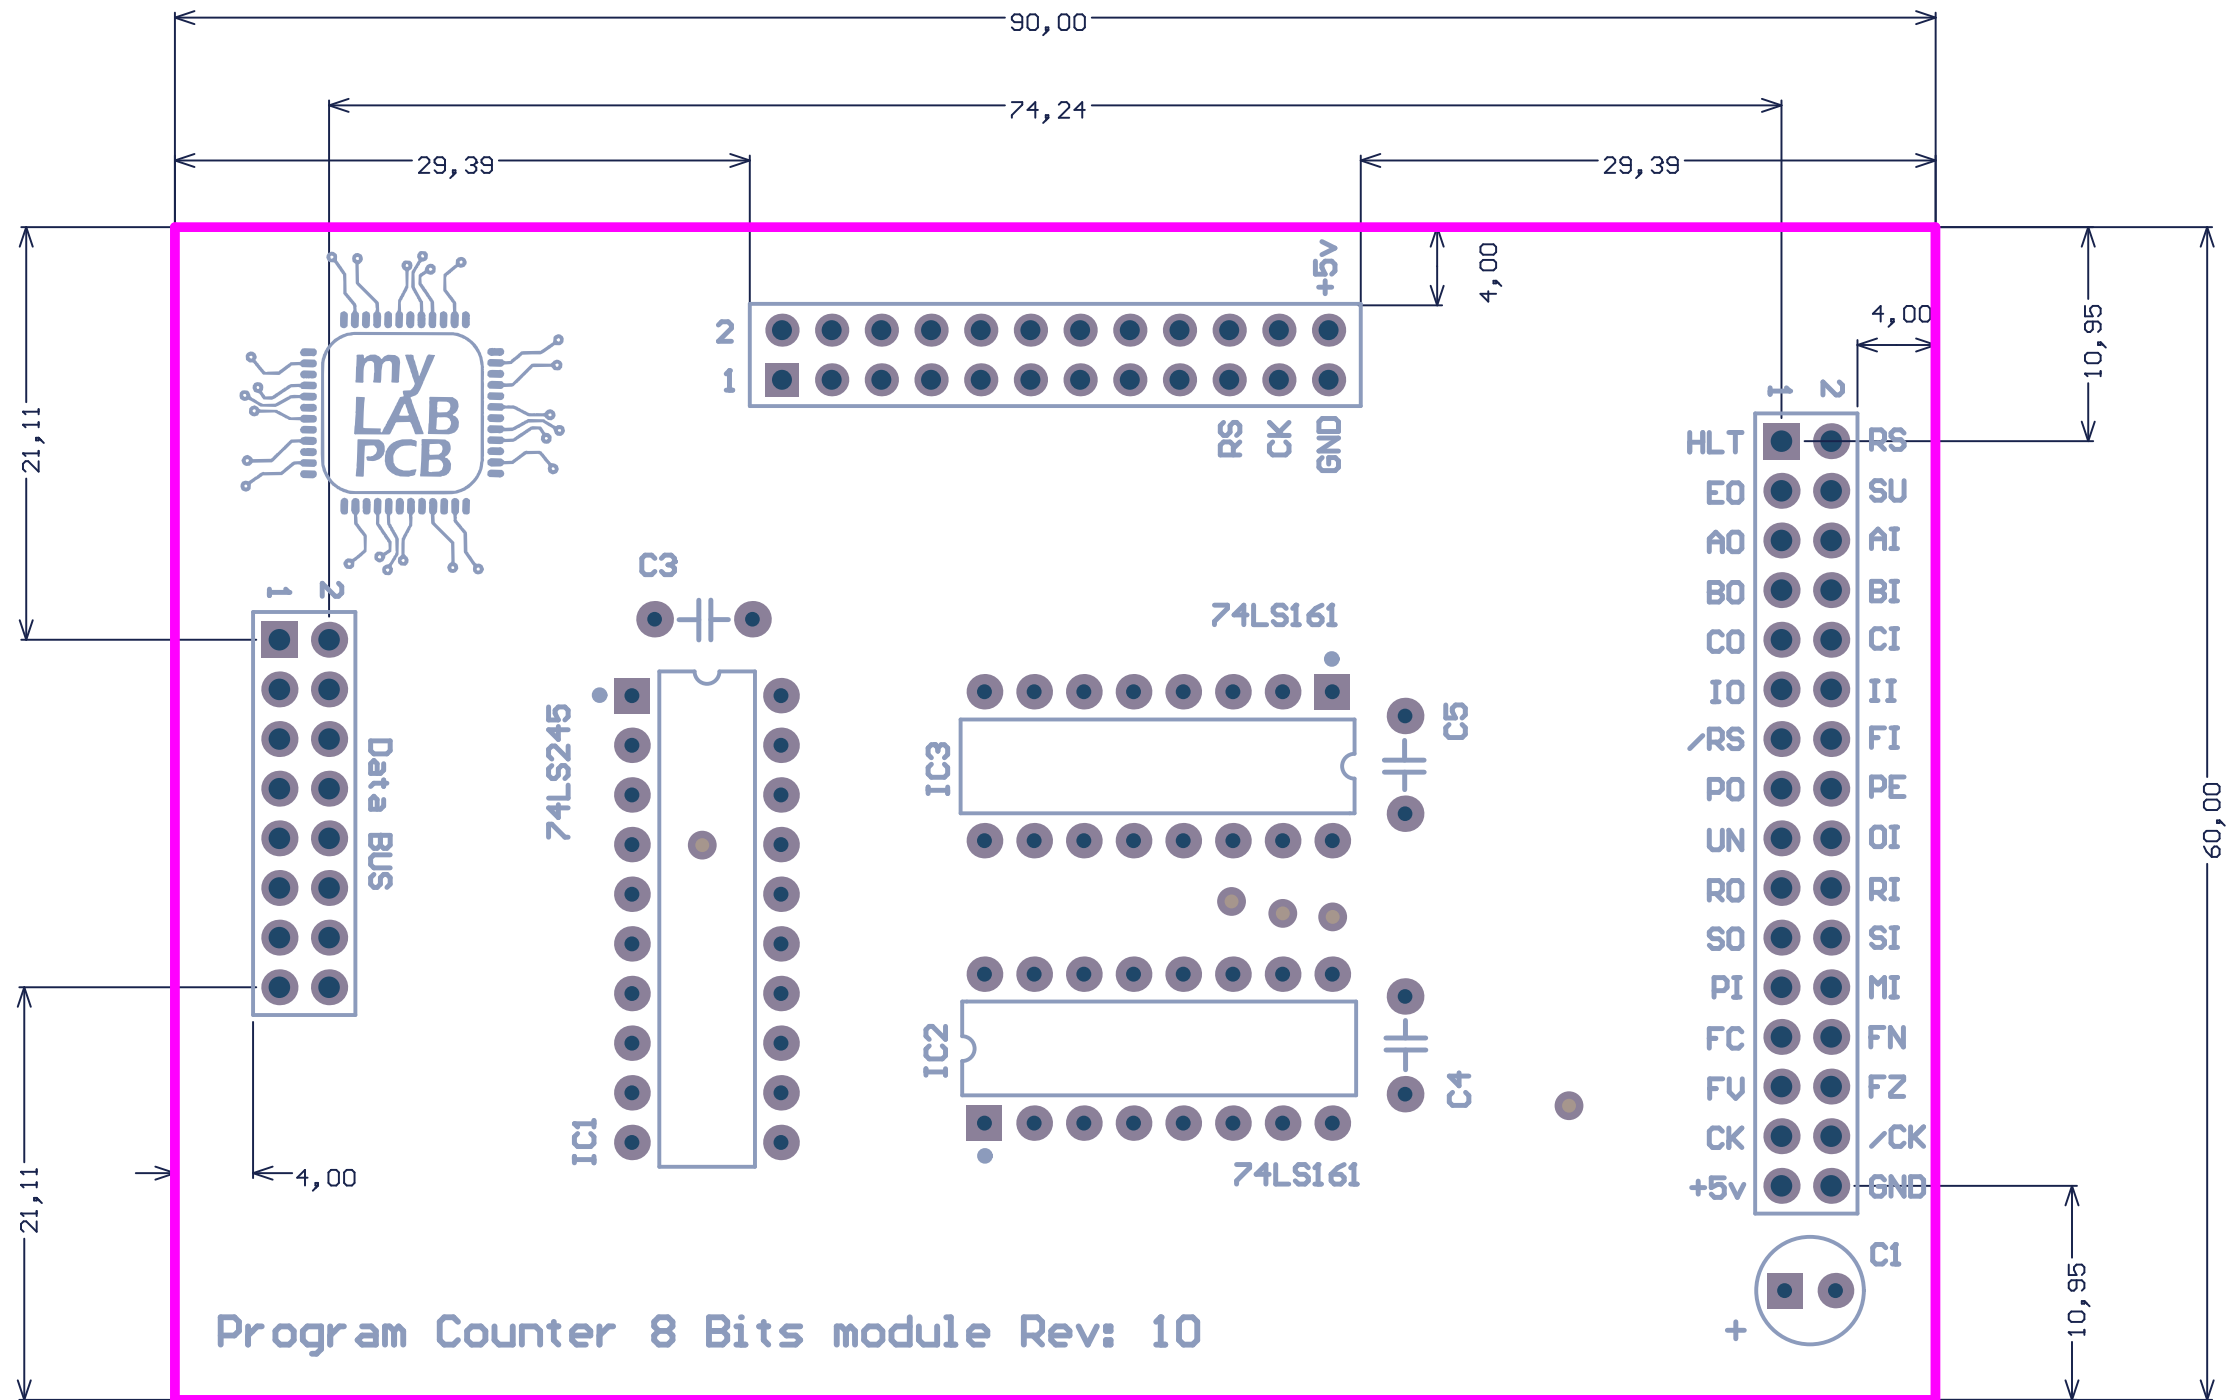 90,00
74,24
29,39
29,39
+5v
4,00
4,00
10,95
2
1
my
LAB
PCB
1
2
RS
CK
GND
21,11
HLT
RS
EO
SU
AO
AI
BO
BI
CO
CI
IO
II
/RS
FI
PO
PE
UN
OI
RO
RI
SO
SI
PI
MI
FC
FN
FV
FZ
CK
/CK
+5v
GND
C3
1
2
74LS161
Data BUS
74LS245
IC3
C5
60,00
IC2
C4
IC1
74LS161
21,11
4,00
C1
+
10,95
Program Counter 8 Bits module Rev: 10